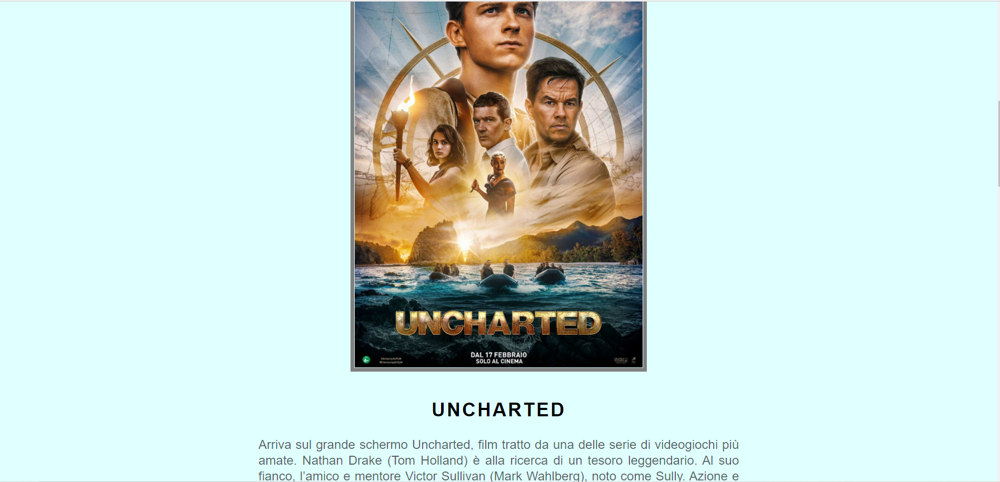 UNCHARTED
DAL 17 FEBBRAIO
SOLO AL CINEMA
6+
UNCHARTED
Arriva sul grande schermo Uncharted, film tratto da una delle serie di videogiochi più
amate. Nathan Drake (Tom Holland) è alla ricerca di un tesoro leggendario. Al suo
fianco, l’amico e mentore Victor Sullivan (Mark Wahlberg), noto come Sully. Azione e